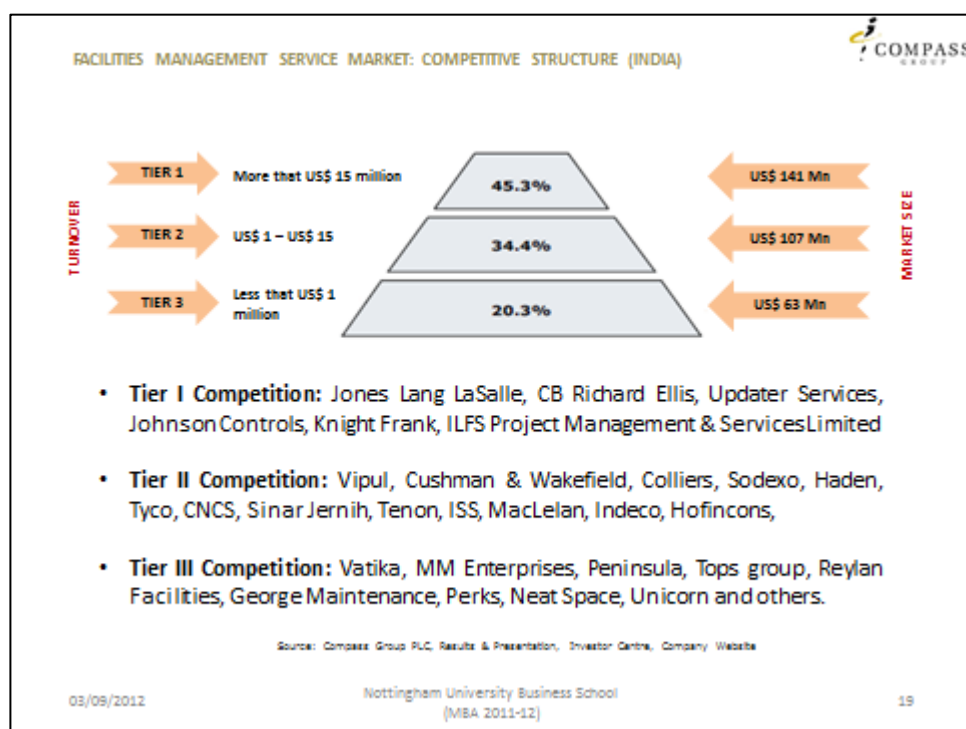 FACILITIES MANAGEMENT SERVICE MARKET: COMPETITIVE STRUCTURE (INDIA)
COMPASS
GROUP
TURNOVER
TIER 1
More that US$ 15 million
45.3%
US$ 141 Mn
TIER 2
US$ 1 – US$ 15
34.4%
US$ 107 Mn
TIER 3
Less that US$ 1
million
20.3%
US$ 63 Mn
MARKET SIZE
• Tier I Competition: Jones Lang LaSalle, CB Richard Ellis, Updater Services,
Johnson Controls, Knight Frank, ILFS Project Management & Services Limited
• Tier II Competition: Vipul, Cushman & Wakefield, Colliers, Sodexo, Haden,
Tyco, CNCS, Sinar Jernih, Tenon, ISS, MacLelan, Indeco, Hofincons,
• Tier III Competition: Vatika, MM Enterprises, Peninsula, Tops group, Reylan
Facilities, George Maintenance, Perks, Neat Space, Unicorn and others.
Source: Compass Group PLC, Results & Presentation, Investor Centre, Company Website
03/09/2012
Nottingham University Business School
(MBA 2011-12)
19